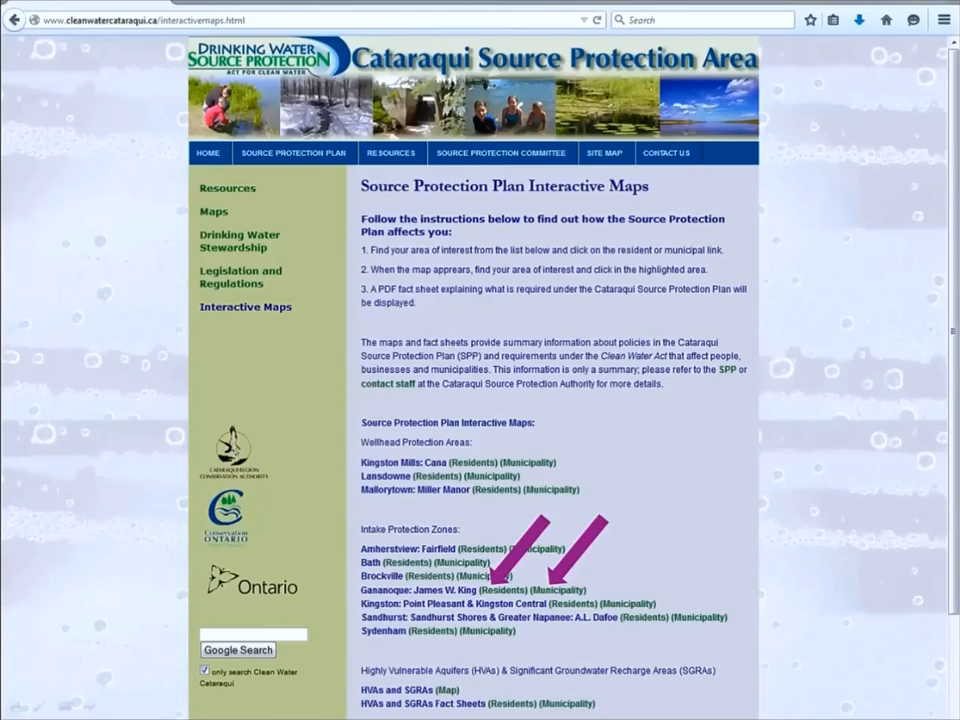 www.cleanwatercataraqui.ca/interactivemaps.html
Search
DRINKING WATER
SOURCE PROTECTION
ACT FOR CLEAN WATER
Cataraqui Source Protection Area
HOME
SOURCE PROTECTION PLAN
RESOURCES
SOURCE PROTECTION COMMITTEE
SITE MAP
CONTACT US
Resources
Maps
Drinking Water
Stewardship
Legislation and
Regulations
Interactive Maps
CATARAQUI REGION
CONSERVATION AUTHORITY
Conservation
ONTARIO
Ontario
Google Search
only search Clean Water
Cataraqui
Source Protection Plan Interactive Maps
Follow the instructions below to find out how the Source Protection
Plan affects you:
1. Find your area of interest from the list below and click on the resident or municipal link.
2. When the map appears, find your area of interest and click in the highlighted area.
3. A PDF fact sheet explaining what is required under the Cataraqui Source Protection Plan will
be displayed.
The maps and fact sheets provide summary information about policies in the Cataraqui
Source Protection Plan (SPP) and requirements under the Clean Water Act that affect people,
businesses and municipalities. This information is only a summary; please refer to the SPP or
contact staff at the Cataraqui Source Protection Authority for more details.
Source Protection Plan Interactive Maps:
Wellhead Protection Areas:
Kingston Mills: Cana (Residents) (Municipality)
Lansdowne (Residents) (Municipality)
Mallorytown: Miller Manor (Residents) (Municipality)
Intake Protection Zones:
Amherstview: Fairfield (Residents)
Bath (Residents) (Municipality)
Brockville (Residents)
Gananoque: James W. King (Residents) (Municipality)
Kingston: Point Pleasant & Kingston Central (Residents) (Municipality)
Sandhurst: Sandhurst Shores & Greater Napanee: A.L. Dafoe (Residents) (Municipality)
Sydenham (Residents) (Municipality)
Highly Vulnerable Aquifers (HVAs) & Significant Groundwater Recharge Areas (SGRAs)
HVAs and SGRAs (Map)
HVAs and SGRAs Fact Sheets (Residents) (Municipality)